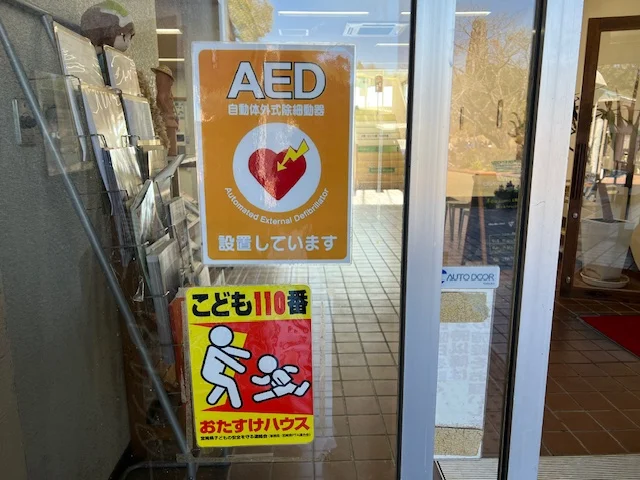 AED
自動体外式除細動器
Automated External Defibrillator
設置しています
こども110番
おたすけハウス
AUTO DOOR